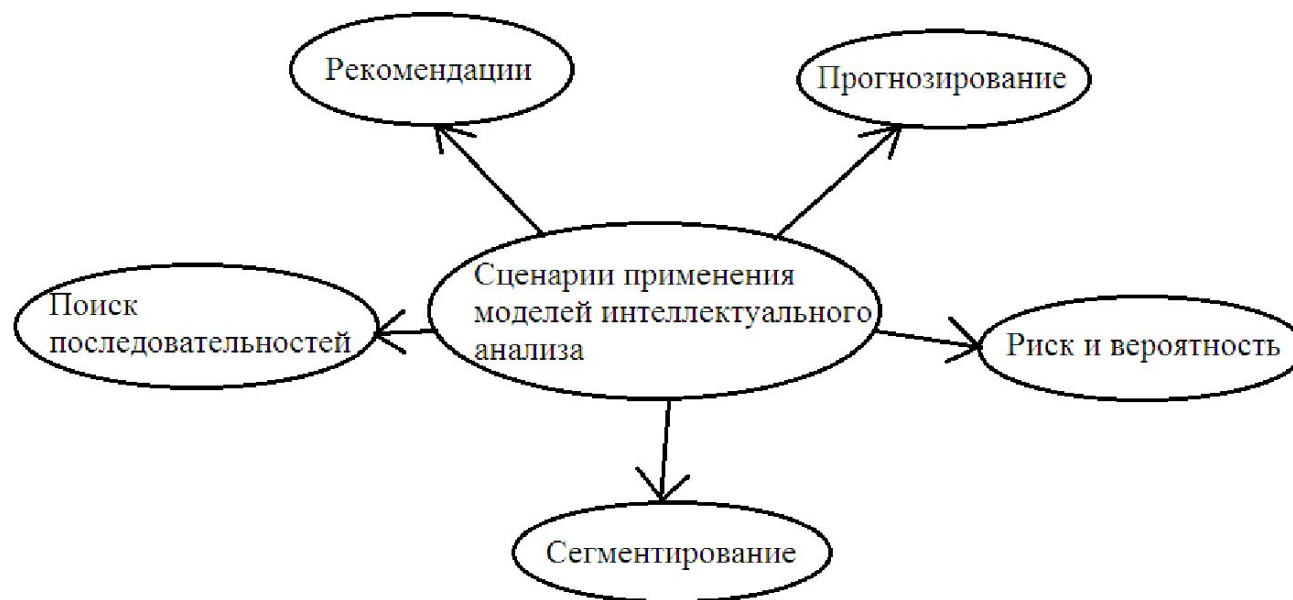 Рекомендации
Прогнозирование
Сценарии применения
моделей интеллектуального
анализа
Поиск
последовательностей
Риск и вероятность
Сегментирование